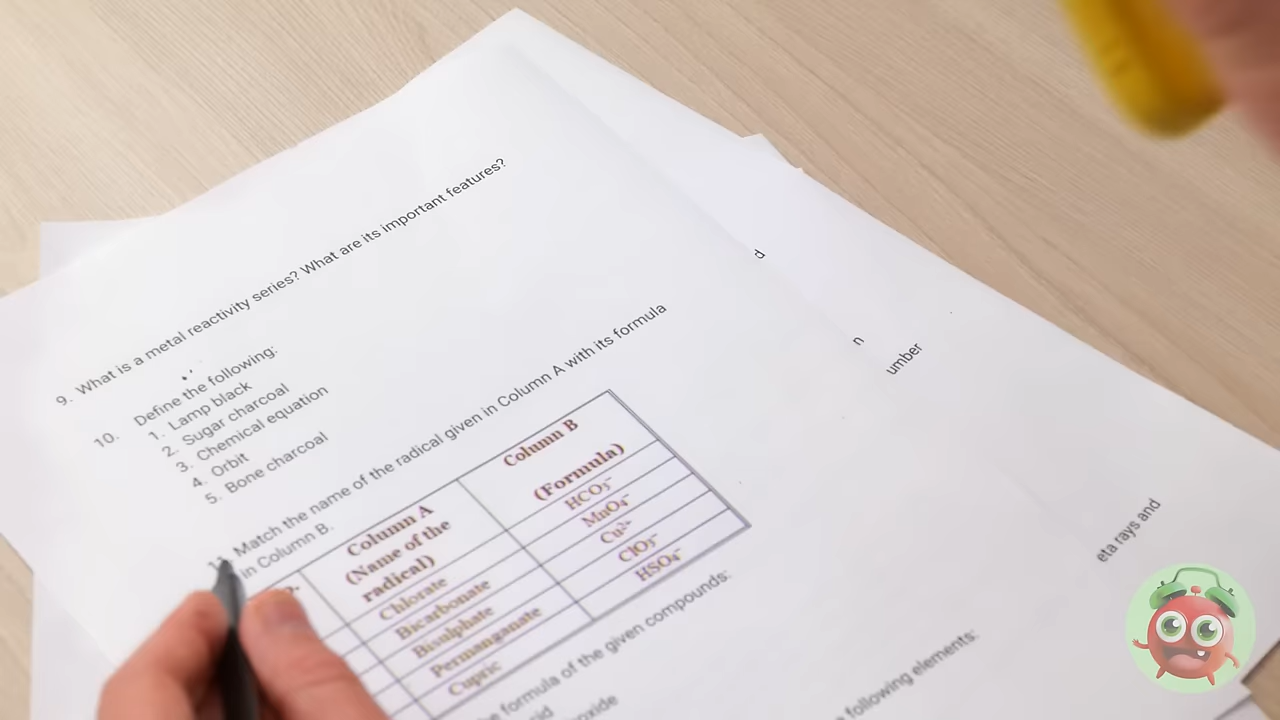 9. What is a metal reactivity series? What are its important features?
10. Define the following:
1. Lamp black
2. Sugar charcoal
3. Chemical equation
4. Orbit
5. Bone charcoal
Match the name of the radical given in Column A with its formula
in Column B.
Column A
(Name of the
radical)
Column B
(Formula)
Chlorate
HCO₃⁻
Bicarbonate
MnO₄⁻
Bisulphate
Cu²⁺
Permanganate
ClO₃⁻
Cupric
HSO₄⁻
formula of the given compounds:
following elements:
d
n
umber
eta rays and